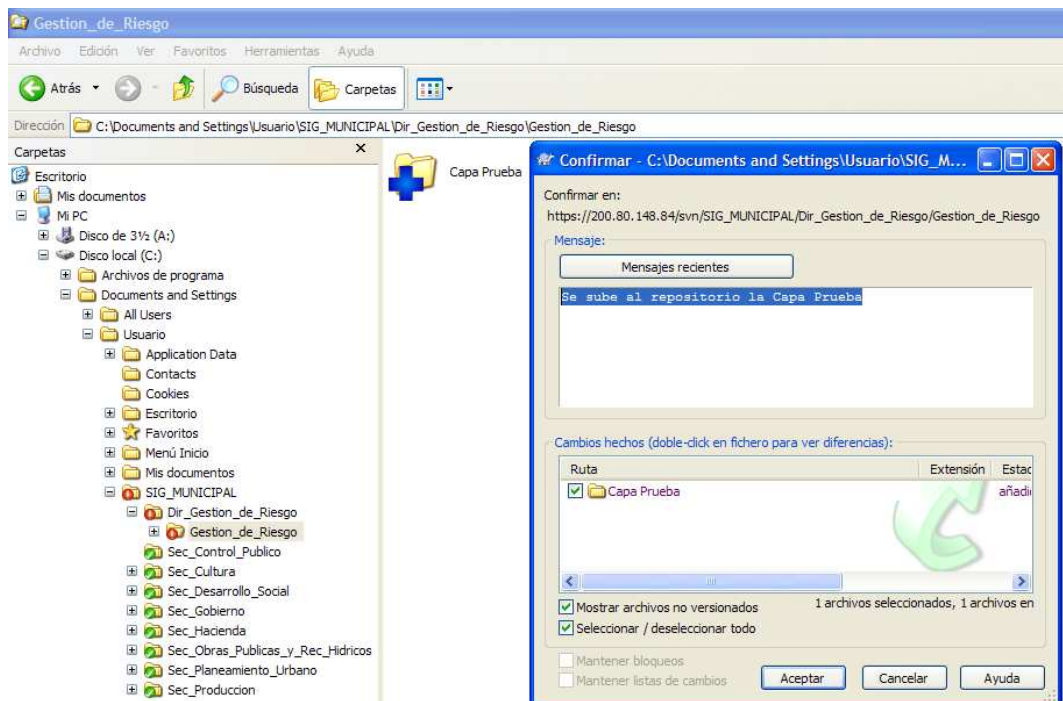 Gestion_de_Riesgo
Archivo Edición Ver Favoritos Herramientas Ayuda
Atrás Búsqueda Carpetas
Dirección C:\Documents and Settings\Usuario\SIG_MUNICIPAL\Dir_Gestion_de_Riesgo\Gestion_de_Riesgo
Carpetas
Escritorio
Mis documentos
Mi PC
Disco de 3½ (A:)
Disco local (C:)
Archivos de programa
Documents and Settings
All Users
Usuario
Application Data
Contacts
Cookies
Escritorio
Favoritos
Menú Inicio
Mis documentos
SIG_MUNICIPAL
Dir_Gestion_de_Riesgo
Gestion_de_Riesgo
Sec_Control_Publico
Sec_Cultura
Sec_Desarrollo_Social
Sec_Gobierno
Sec_Hacienda
Sec_Obras_Publicas_y_Rec_Hidricos
Sec_Planeamiento_Urbano
Sec_Produccion
Capa Prueba
Confirmar - C:\Documents and Settings\Usuario\SIG_M...
Confirmar en:
https://200.80.148.84/svn/SIG_MUNICIPAL/Dir_Gestion_de_Riesgo/Gestion_de_Riesgo
Mensaje:
Mensajes recientes
Se sube al repositorio la Capa Prueba
Cambios hechos (doble-click en fichero para ver diferencias):
Ruta Extensión Estac
Capa Prueba añadi
Mostrar archivos no versionados 1 archivos seleccionados, 1 archivos en
Seleccionar / deseleccionar todo
Mantener bloqueos
Mantener listas de cambios Aceptar Cancelar Ayuda